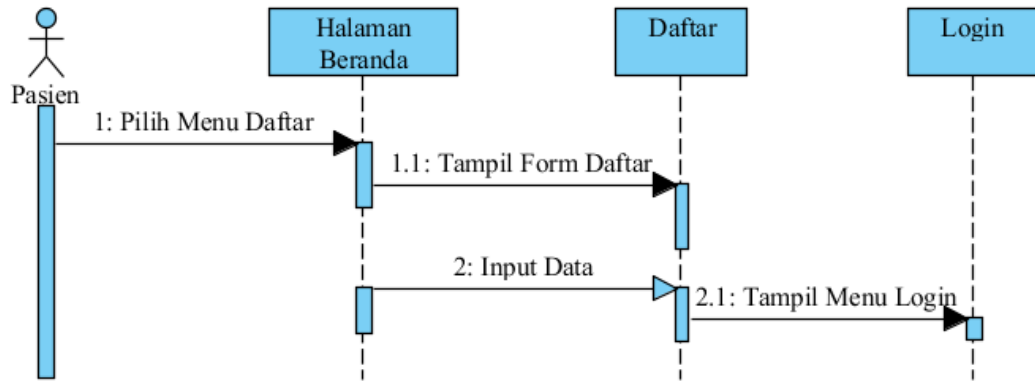 Halaman
Beranda
Daftar
Login
Pasien
1: Pilih Menu Daftar
1.1: Tampil Form Daftar
2: Input Data
2.1: Tampil Menu Login